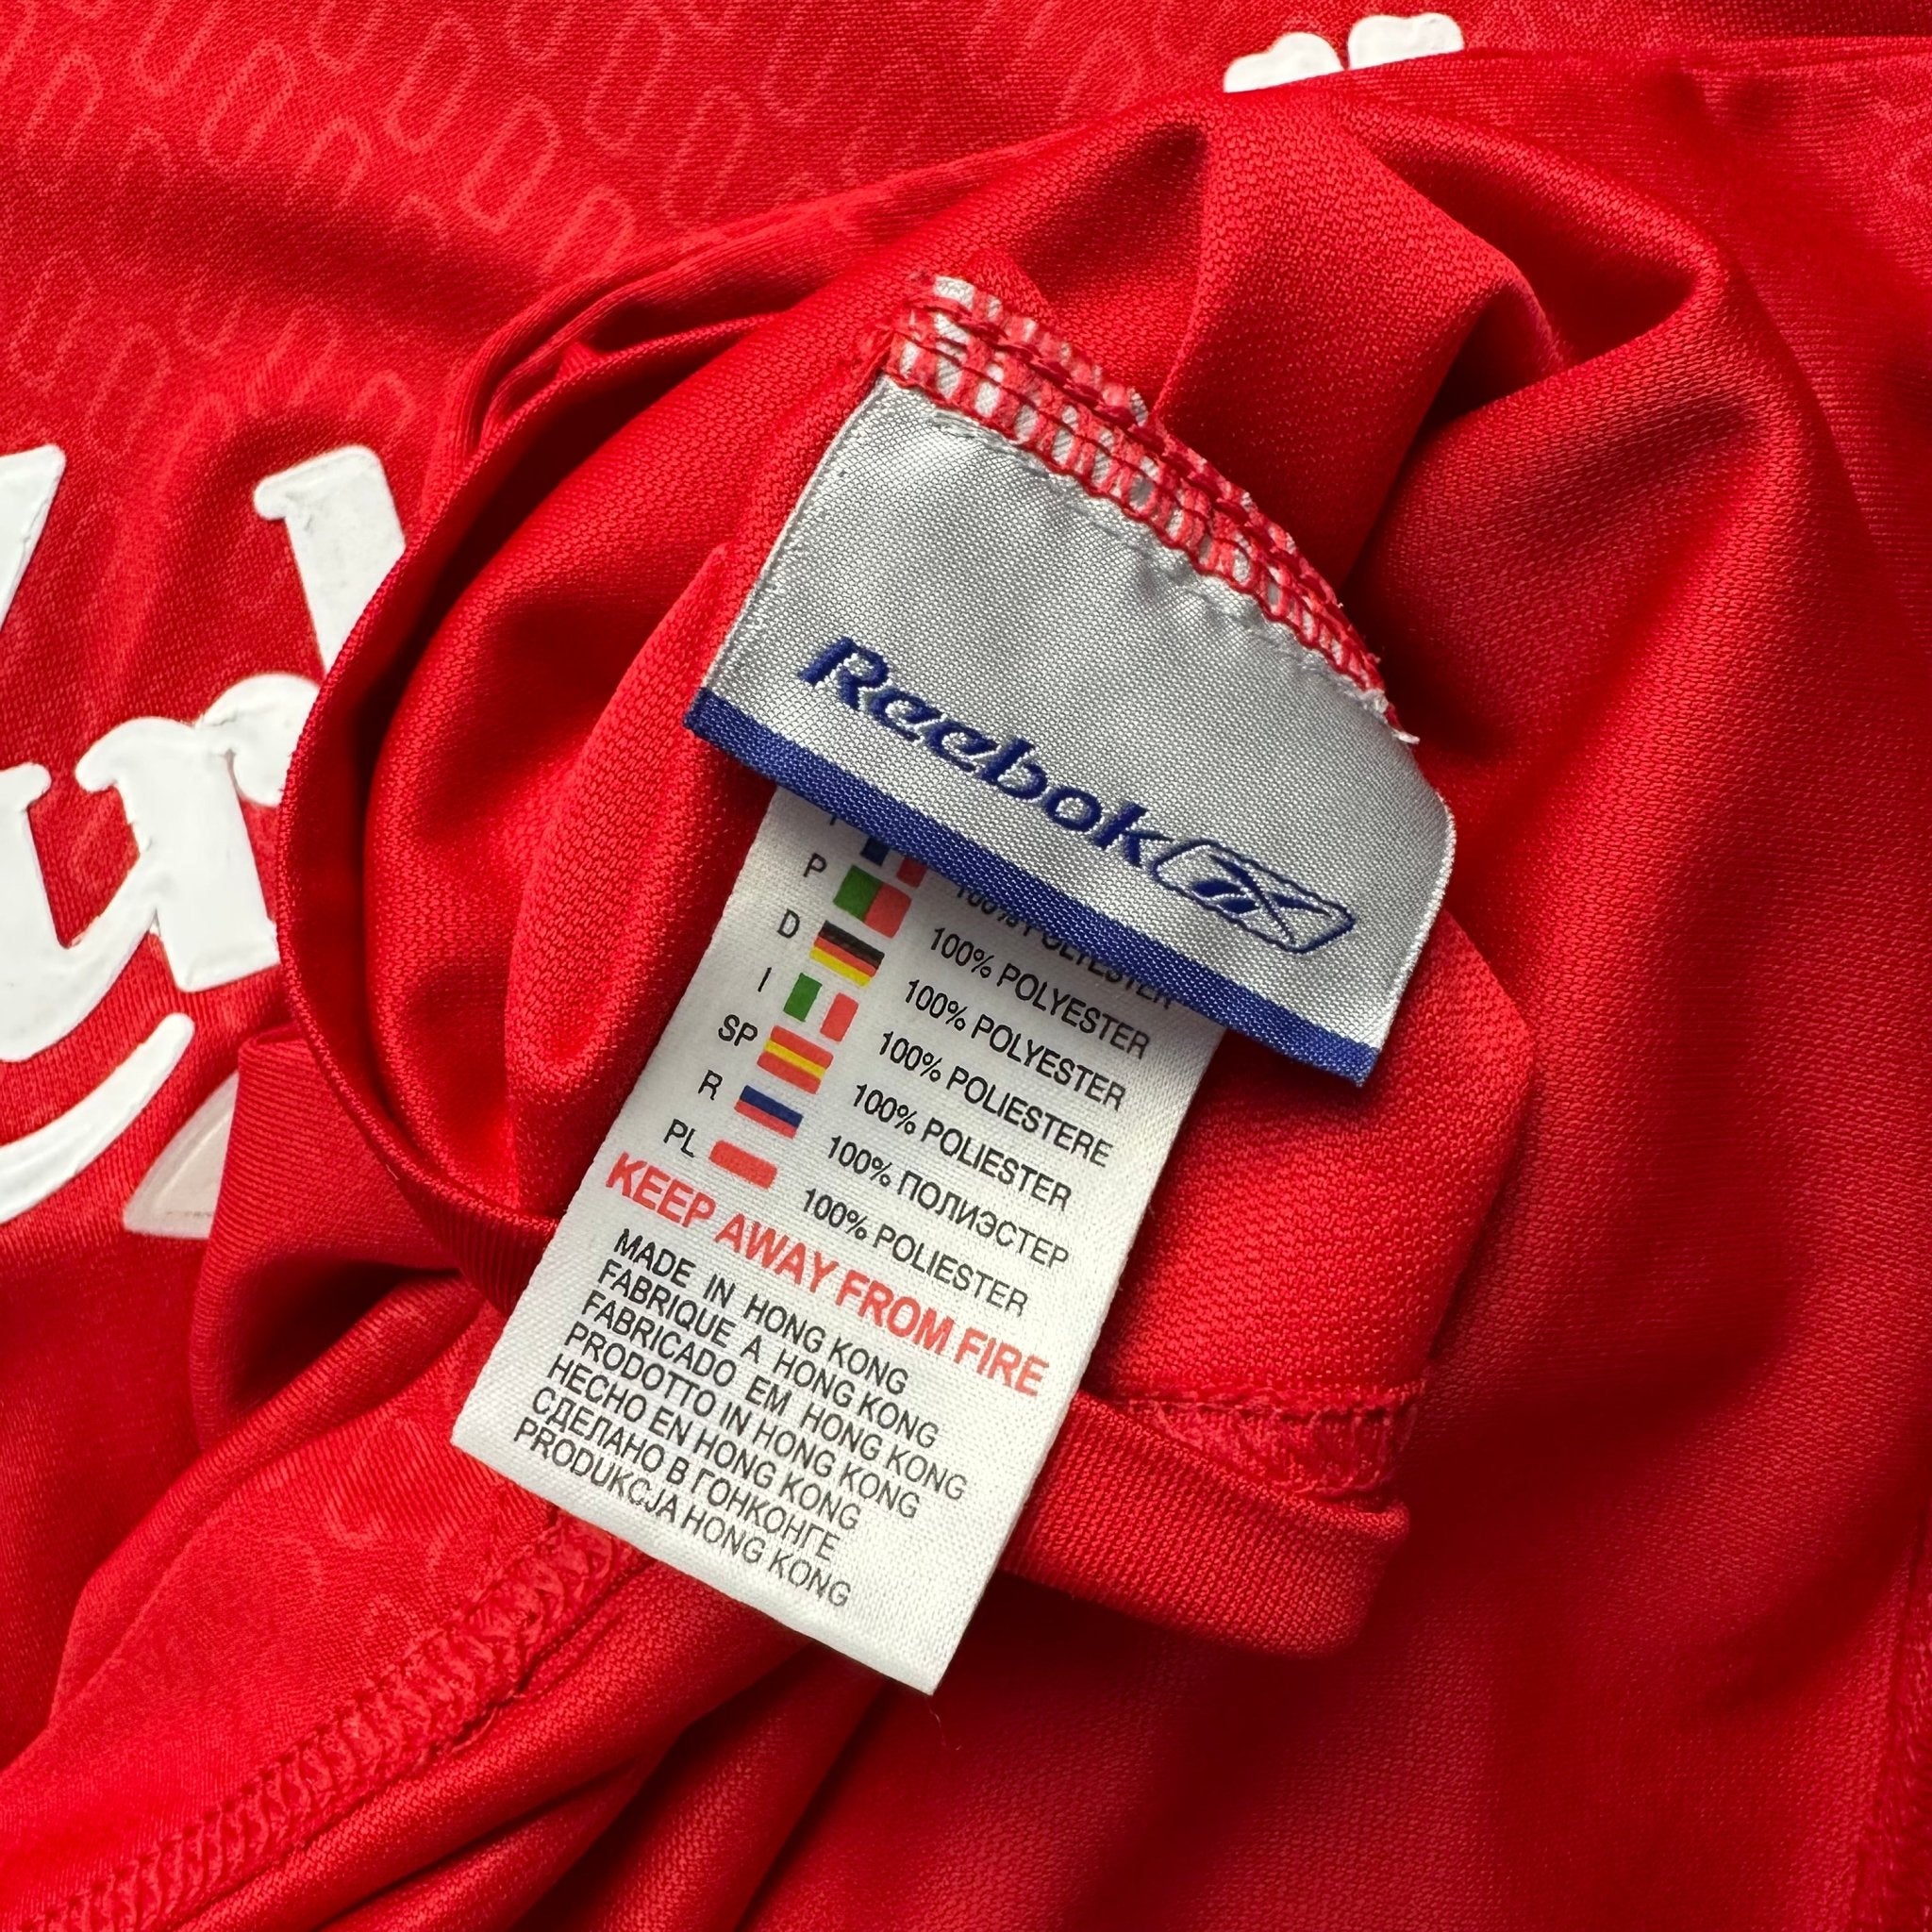 Reebok
100% POLYESTER
P 100% POLYESTER
D 100% POLYESTER
I 100% POLIESTERE
SP 100% POLIESTER
R 100% ПОЛИЭСТЕР
PL 100% POLIESTER
KEEP AWAY FROM FIRE
MADE IN HONG KONG
FABRIQUE A HONG KONG
FABRICADO EM HONG KONG
PRODOTTO IN HONG KONG
HECHO EN HONG KONG
СДЕЛАНО В ГОНКОНГЕ
PRODUKCJA HONG KONG